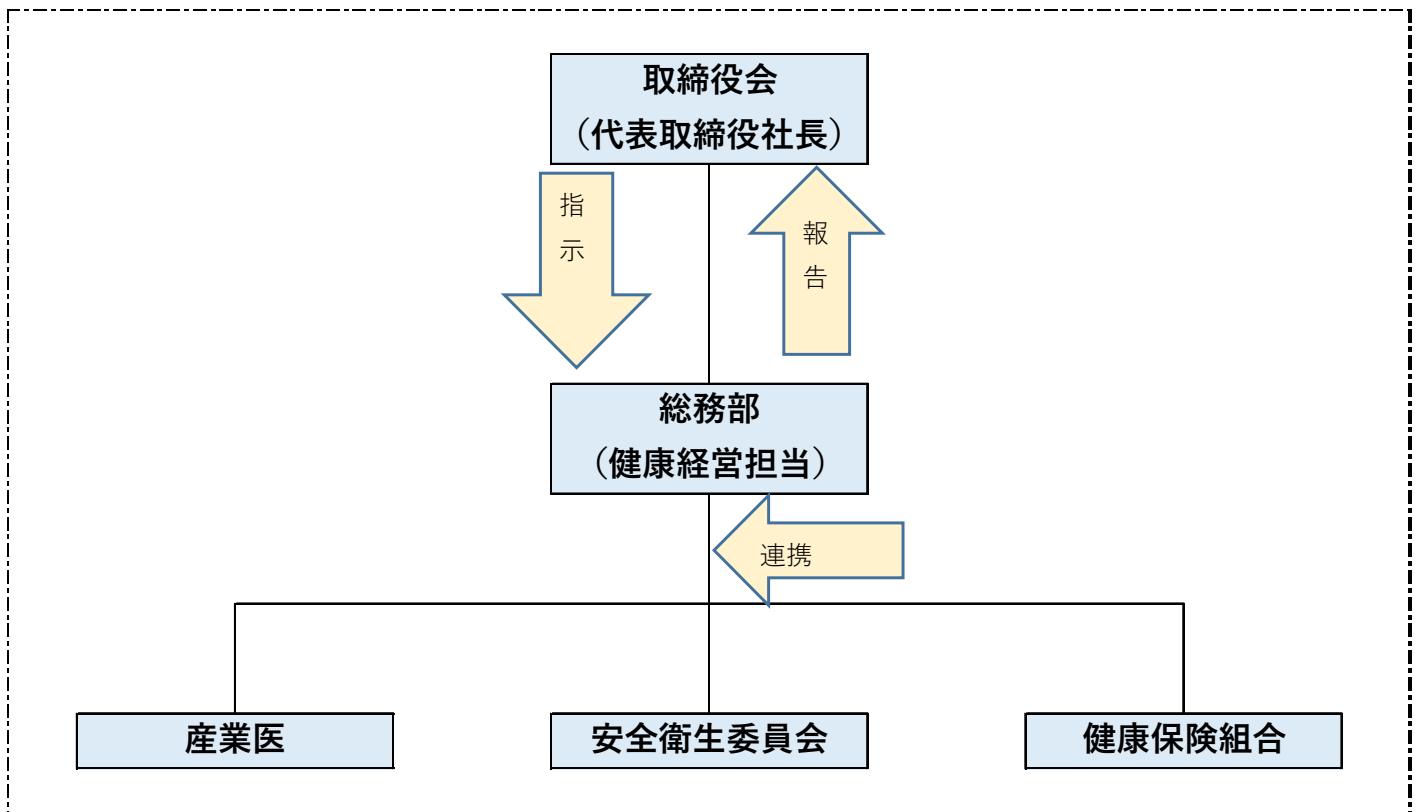 取締役会
（代表取締役社長）
指
示
報
告
総務部
（健康経営担当）
連携
産業医
安全衛生委員会
健康保険組合